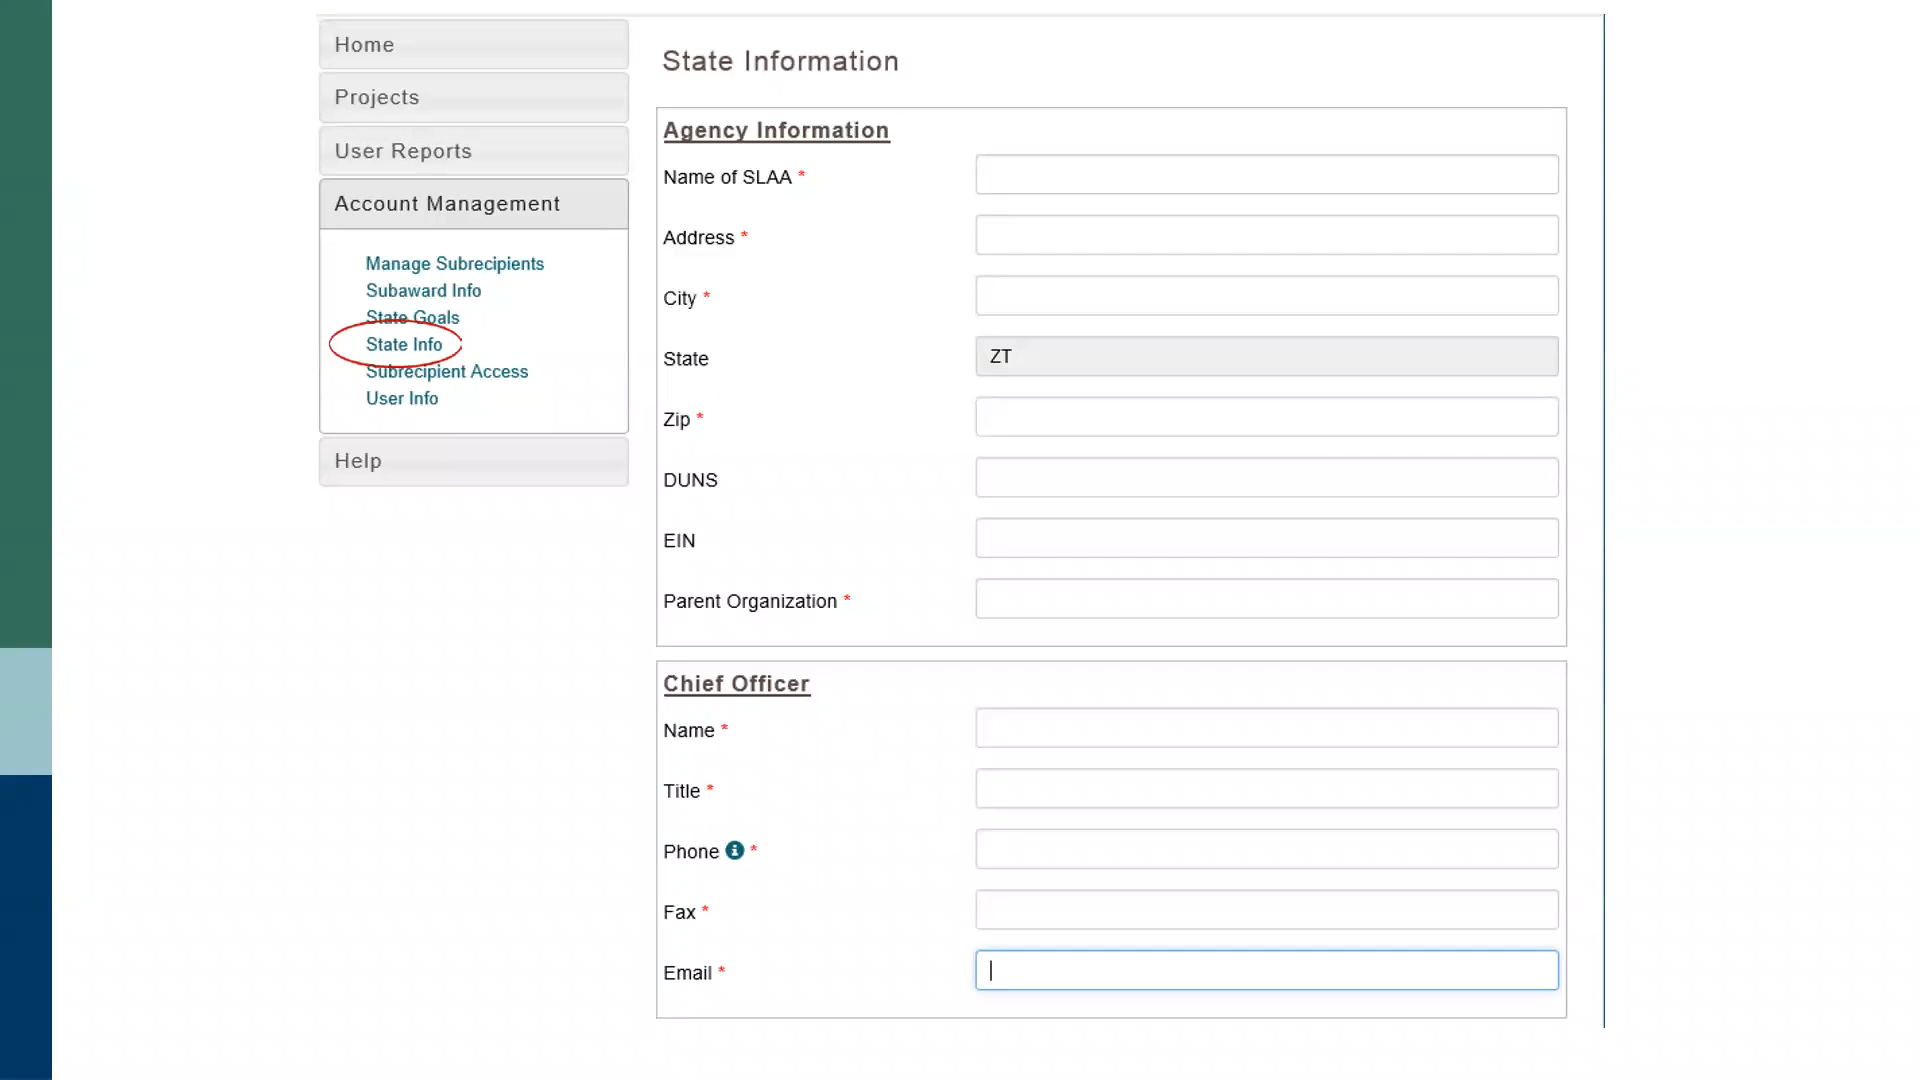 Home
Projects
User Reports
Account Management
Manage Subrecipients
Subaward Info
State Goals
State Info
Subrecipient Access
User Info
Help
State Information
Agency Information
Name of SLAA *
Address *
City *
State ZT
Zip *
DUNS
EIN
Parent Organization *
Chief Officer
Name *
Title *
Phone i *
Fax *
Email *